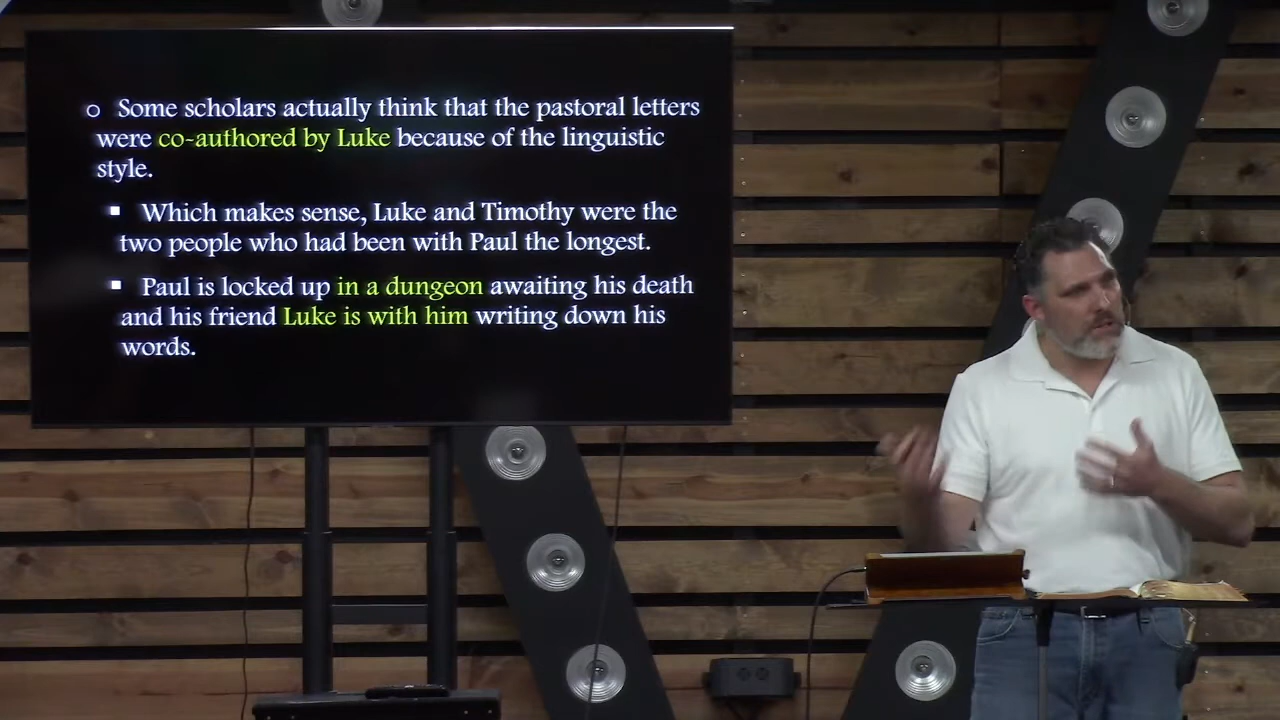 o Some scholars actually think that the pastoral letters
were co-authored by Luke because of the linguistic
style.
▪ Which makes sense, Luke and Timothy were the
two people who had been with Paul the longest.
▪ Paul is locked up in a dungeon awaiting his death
and his friend Luke is with him writing down his
words.